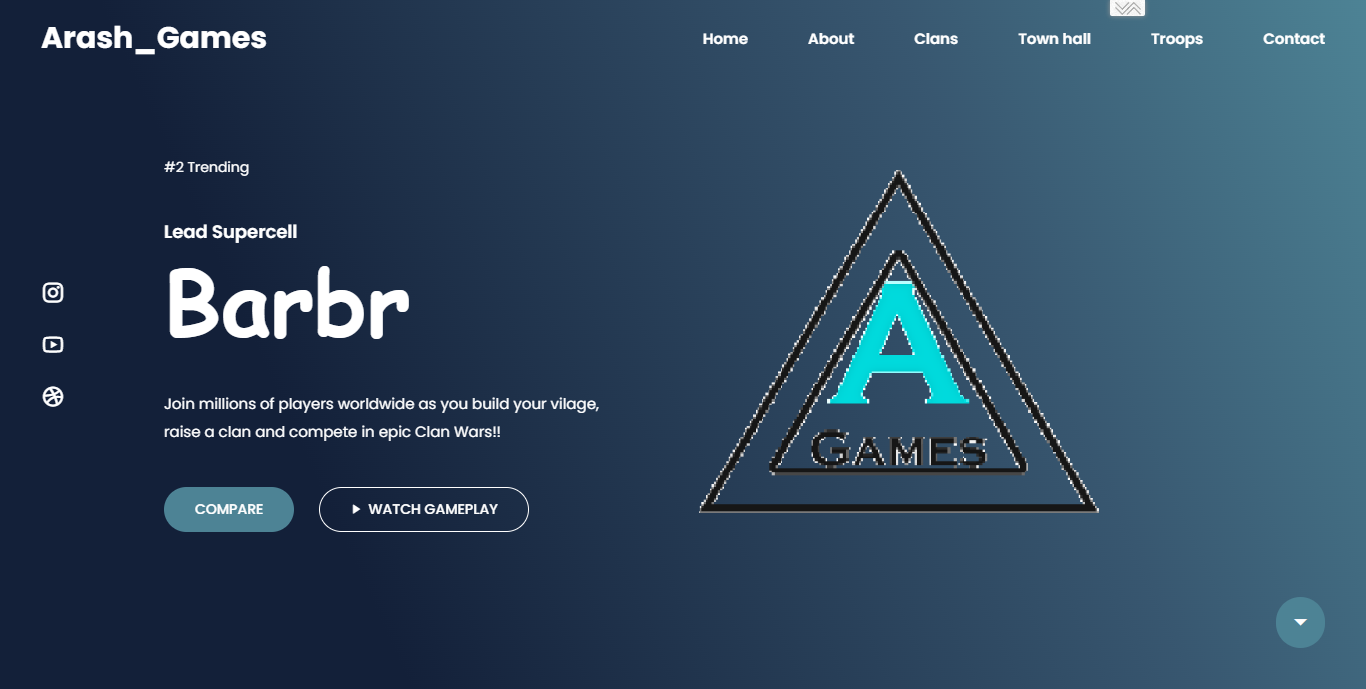 Arash_Games
Home About Clans Town hall Troops Contact
#2 Trending
Lead Supercell
Barbr
Join millions of players worldwide as you build your vilage,
raise a clan and compete in epic Clan Wars!!
COMPARE
WATCH GAMEPLAY
A
GAMES